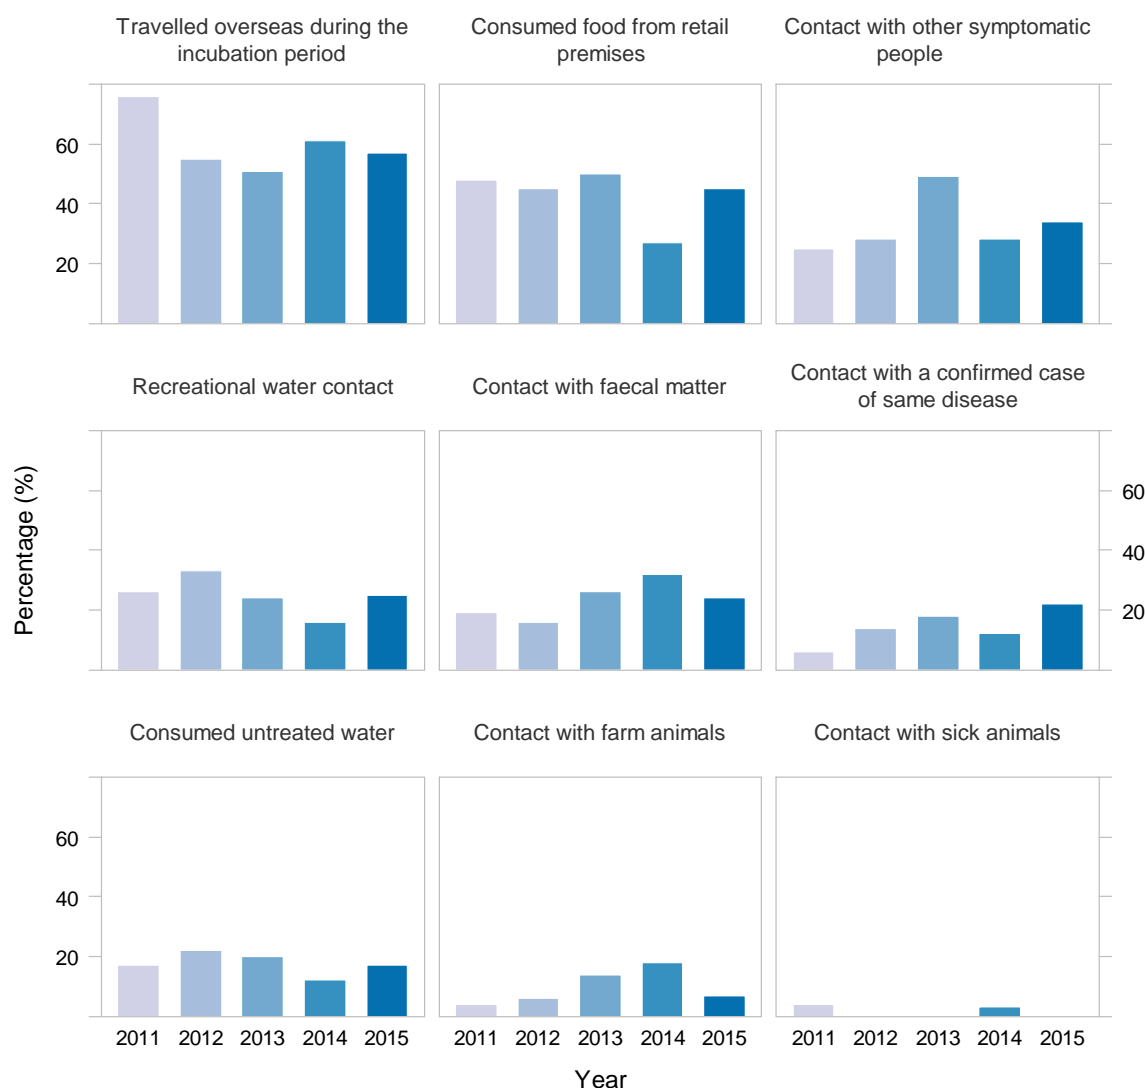 Travelled overseas during the
incubation period
Consumed food from retail
premises
Contact with other symptomatic
people
60
40
20
Recreational water contact
Contact with faecal matter
Contact with a confirmed case
of same disease
Percentage (%)
60
40
20
Consumed untreated water
Contact with farm animals
Contact with sick animals
60
40
20
2011 2012 2013 2014 2015
2011 2012 2013 2014 2015
2011 2012 2013 2014 2015
Year